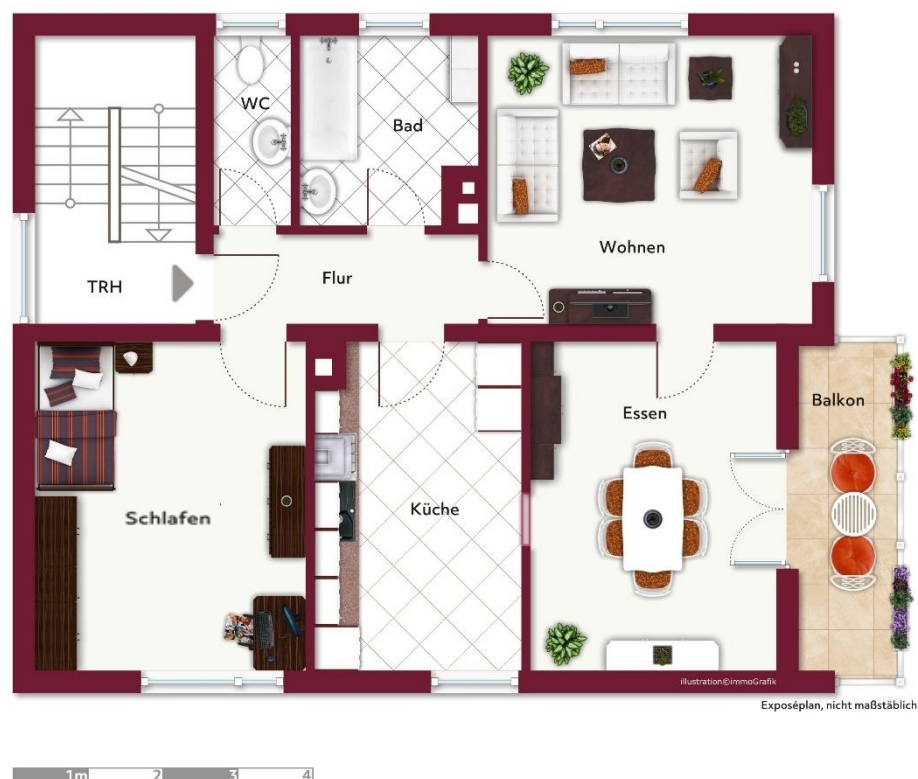 WC
Bad
Wohnen
TRH
Flur
Essen
Balkon
Küche
Schlafen
illustration©immoGrafik
Exposéplan, nicht maßstäblich
1m 2 3 4